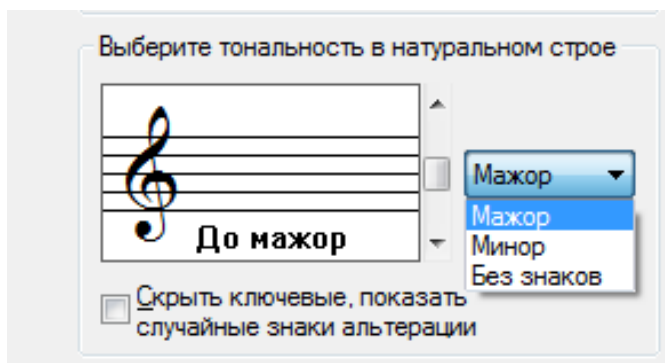 Выберите тональность в натуральном строе
До мажор
Мажор
Мажор
Минор
Без знаков
Скрыть ключевые, показать
случайные знаки альтерации